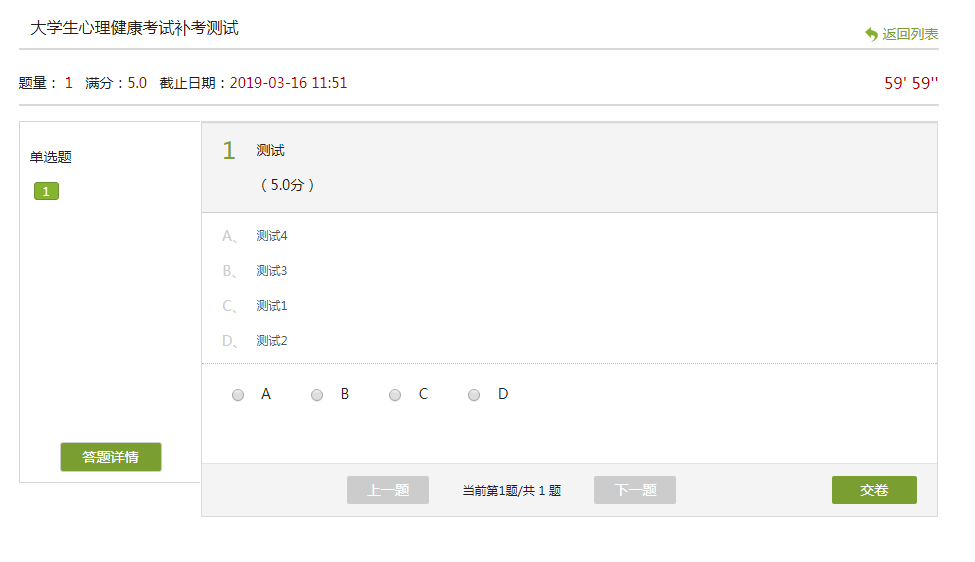 大学生心理健康考试补考测试
返回列表
题量： 1 满分：5.0 截止日期：2019-03-16 11:51
59' 59''
单选题
1
答题详情
1 测试
（ 5.0分 ）
A、 测试4
B、 测试3
C、 测试1
D、 测试2
A B C D
上一题 当前第1题/共 1 题 下一题 交卷